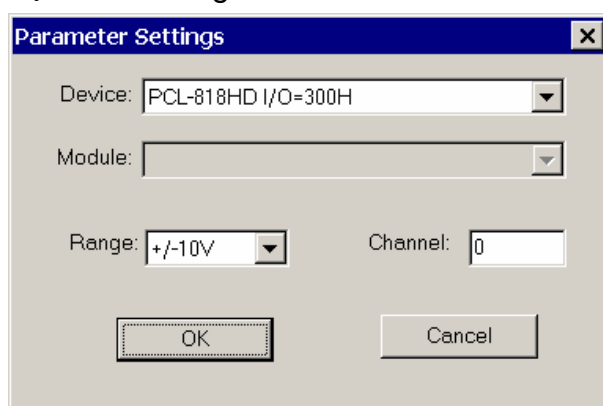 Parameter Settings
Device: PCL-818HD I/O=300H
Module:
Range: +/-10V Channel: 0
OK Cancel